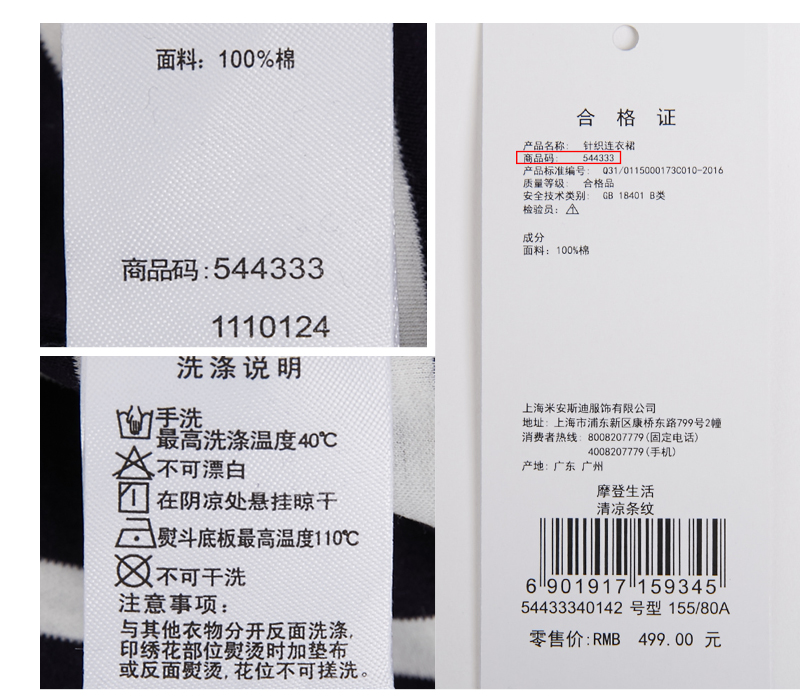 面料：100%棉
商品码:544333
1110124
洗涤说明
手洗
最高洗涤温度40℃
不可漂白
在阴凉处悬挂晾干
熨斗底板最高温度110℃
不可干洗
注意事项：
与其他衣物分开反面洗涤,
印绣花部位熨烫时加垫布
或反面熨烫,花位不可搓洗。
合格证
产品名称： 针织连衣裙
商品码： 544333
产品标准编号： Q31/01150001730010-2016
质量等级： 合格品
安全技术类别： GB 18401 B类
检验员：
成分
面料：100%棉
上海米安斯迪服饰有限公司
地址：上海市浦东新区康桥东路799号2幢
消费者热线：8008207779(固定电话)
4008207779(手机)
产地：广东 广州
摩登生活
清凉条纹
6 901917 159345
54433340142 号型 155/80A
零售价:RMB 499.00 元